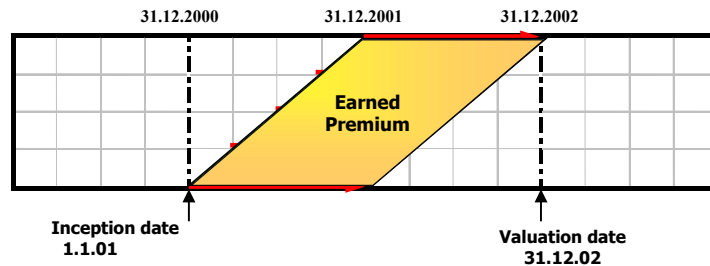 31.12.2000 31.12.2001 31.12.2002
Earned
Premium
Inception date
1.1.01
Valuation date
31.12.02